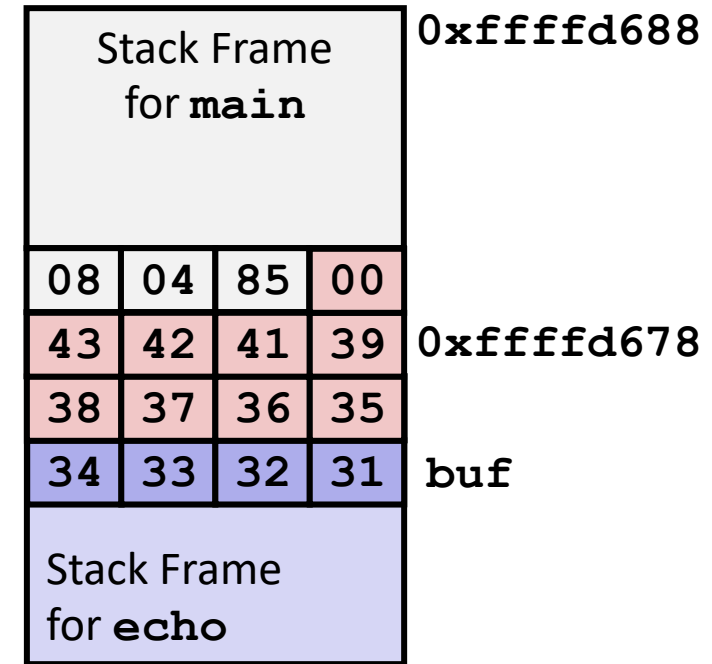 Stack Frame 0xffffd688
for main
08 04 85 00
43 42 41 39 0xffffd678
38 37 36 35
34 33 32 31 buf
Stack Frame
for echo